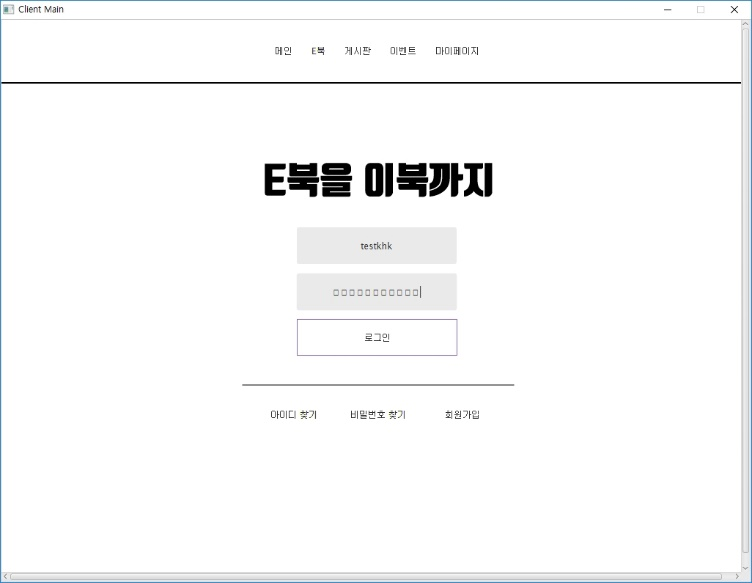 Client Main
메인 E북 게시판 이벤트 마이페이지
E북을 이북까지
testkhk
□□□□□□□□□□□
로그인
아이디 찾기 비밀번호 찾기 회원가입